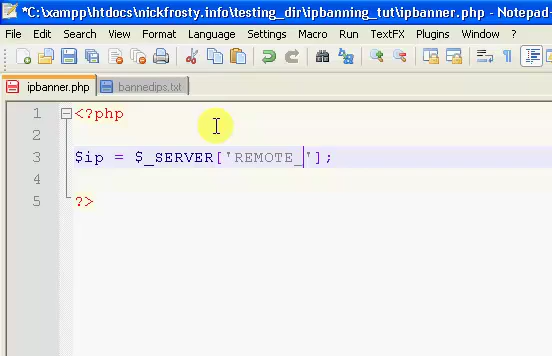 *C:\xampp\htdocs\nickfrosty.info\testing_dir\ipbanning_tut\ipbanner.php - Notepad
File Edit Search View Format Language Settings Macro Run TextFX Plugins Window ?
ipbanner.php bannedips.txt
1 <?php
2
3 $ip = $_SERVER['REMOTE_'];
4
5 ?>